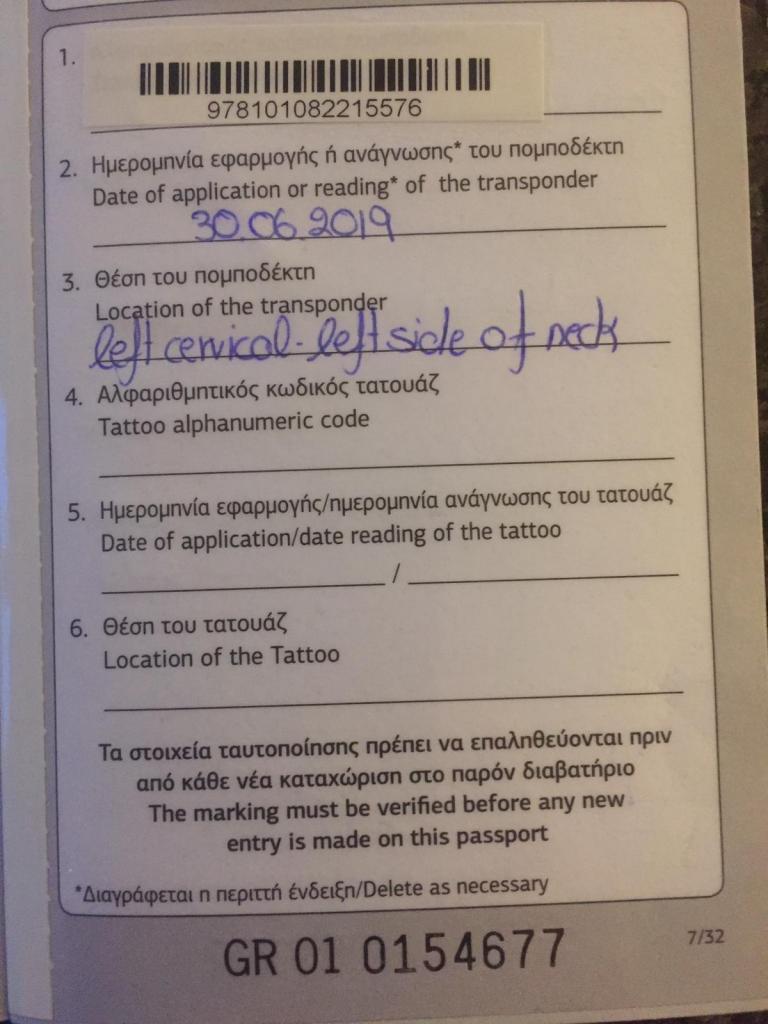 1.
978101082215576
2. Ημερομηνία εφαρμογής ή ανάγνωσης* του πομποδέκτη
Date of application or reading* of the transponder
30.06.2019
3. Θέση του πομποδέκτη
Location of the transponder
left cervical - left side of neck
4. Αλφαριθμητικός κωδικός τατουάζ
Tattoo alphanumeric code
5. Ημερομηνία εφαρμογής/ημερομηνία ανάγνωσης του τατουάζ
Date of application/date reading of the tattoo
/
6. Θέση του τατουάζ
Location of the Tattoo
Τα στοιχεία ταυτοποίησης πρέπει να επαληθεύονται πριν
από κάθε νέα καταχώριση στο παρόν διαβατήριο
The marking must be verified before any new
entry is made on this passport
*Διαγράφεται η περιττή ένδειξη/Delete as necessary
GR 01 0154677
7/32